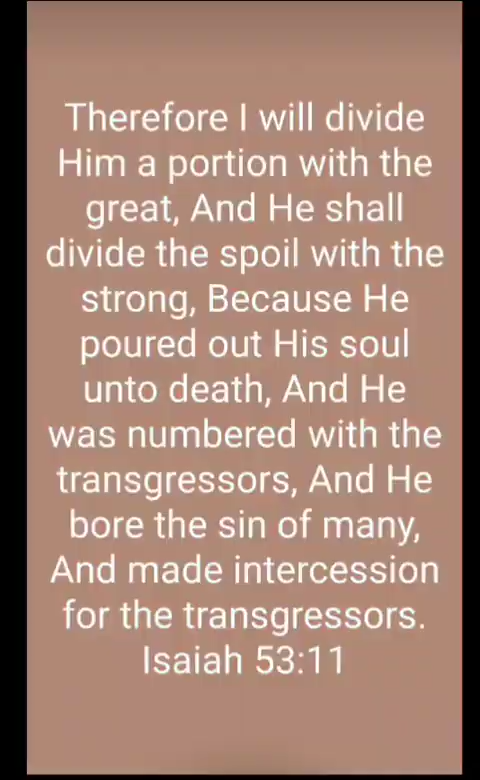 Therefore I will divide
Him a portion with the
great, And He shall
divide the spoil with the
strong, Because He
poured out His soul
unto death, And He
was numbered with the
transgressors, And He
bore the sin of many,
And made intercession
for the transgressors.
Isaiah 53:11